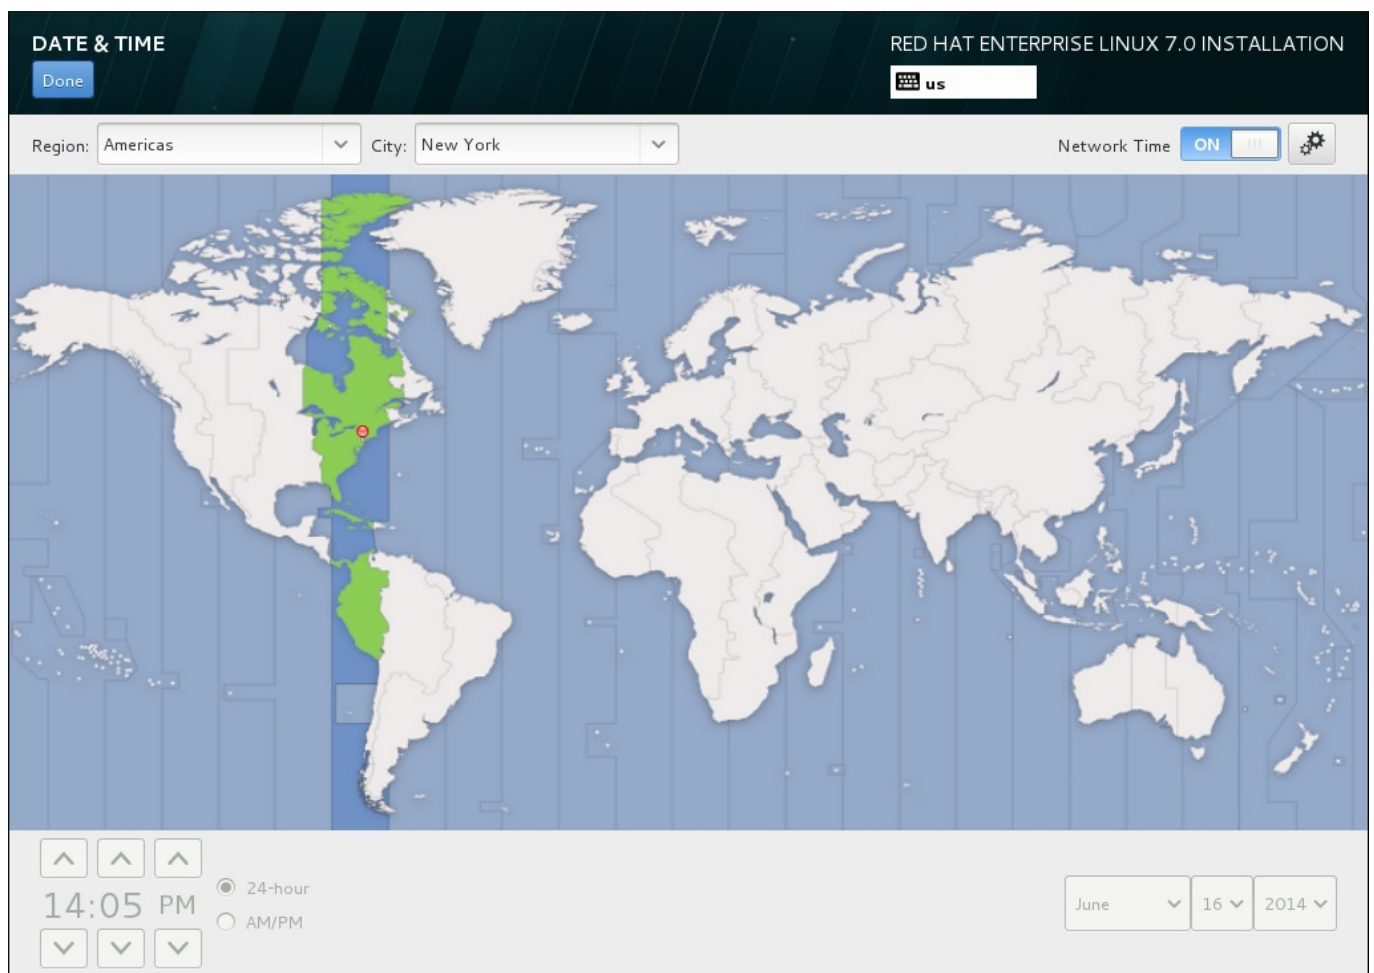 DATE & TIME
RED HAT ENTERPRISE LINUX 7.0 INSTALLATION
Done
us
Region: Americas City: New York Network Time ON
14:05 PM
24-hour
AM/PM
June 16 2014